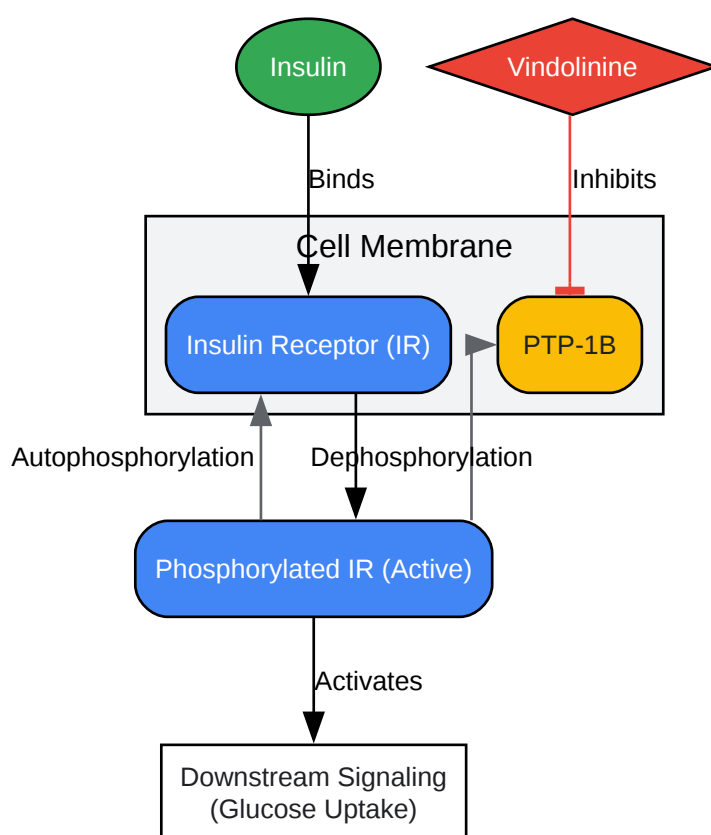 Insulin
Vindolinine
Binds
Inhibits
Cell Membrane
Insulin Receptor (IR)
PTP-1B
Autophosphorylation
Dephosphorylation
Phosphorylated IR (Active)
Activates
Downstream Signaling
(Glucose Uptake)